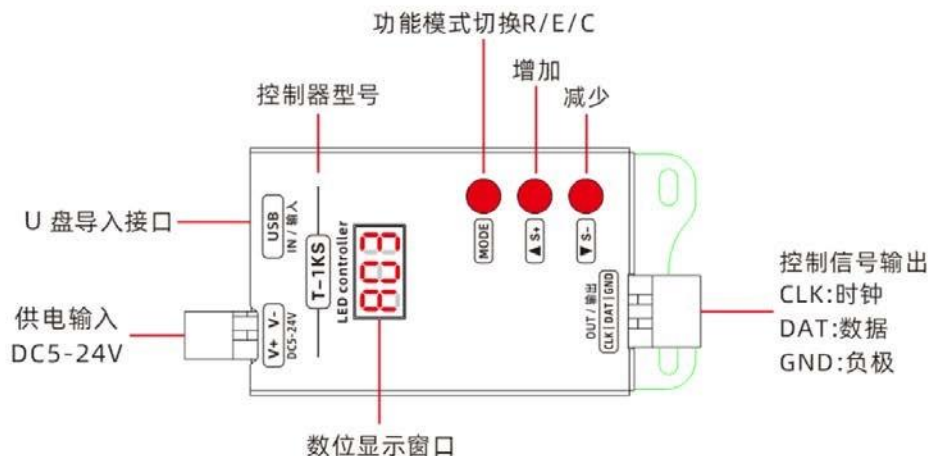 功能模式切换R/E/C
增加
减少
控制器型号
U 盘导入接口
USB
IN / 输入
T-1KS
LED controller
MODE
▲ S+
▼ S-
供电输入
DC5-24V
V+ V-
DC5-24V
OUT / 输出
CLK | DAT | GND
控制信号输出
CLK:时钟
DAT:数据
GND:负极
数位显示窗口